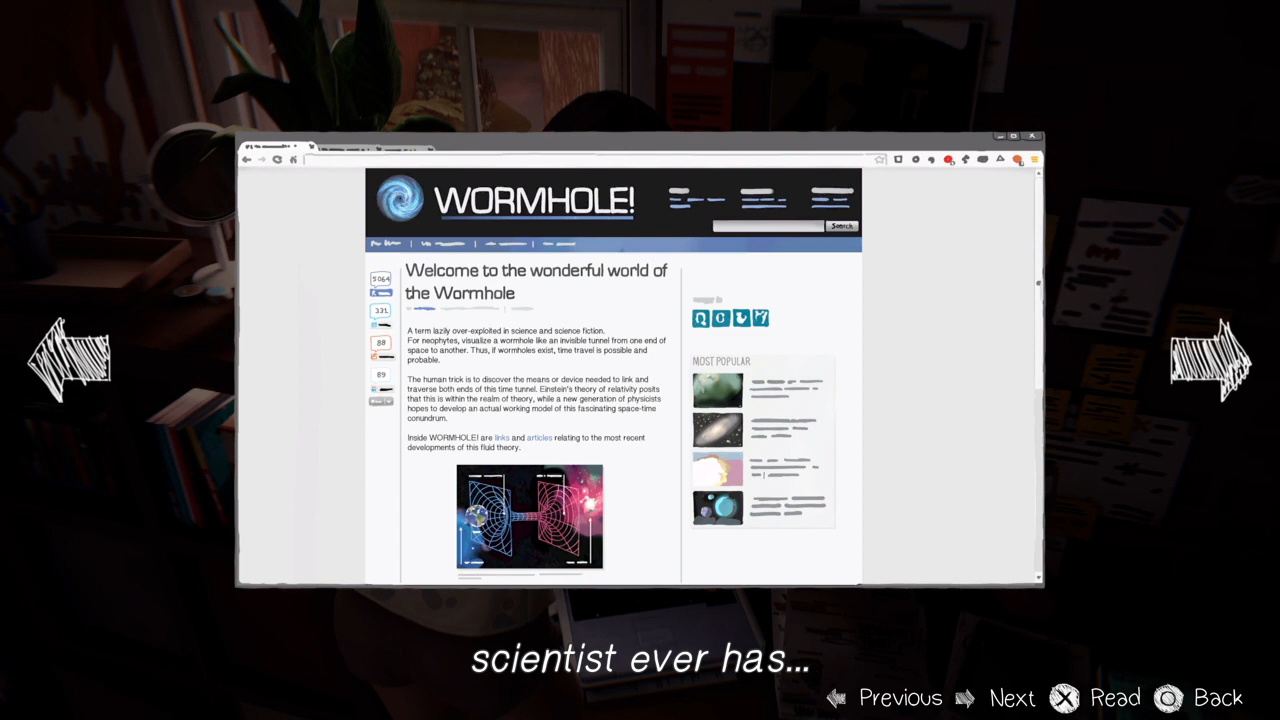 WORMHOLE!
Search
Welcome to the wonderful world of
the Wormhole
5064
331
88
89
A term lazily over-exploited in science and science fiction.
For neophytes, visualize a wormhole like an invisible tunnel from one end of
space to another. Thus, if wormholes exist, time travel is possible and
probable.
The human trick is to discover the means or device needed to link and
traverse both ends of this time tunnel. Einstein's theory of relativity posits
that this is within the realm of theory, while a new generation of physicists
hopes to develop an actual working model of this fascinating space-time
conundrum.
Inside WORMHOLE! are links and articles relating to the most recent
developments of this fluid theory.
MOST POPULAR
scientist ever has...
Previous Next Read Back